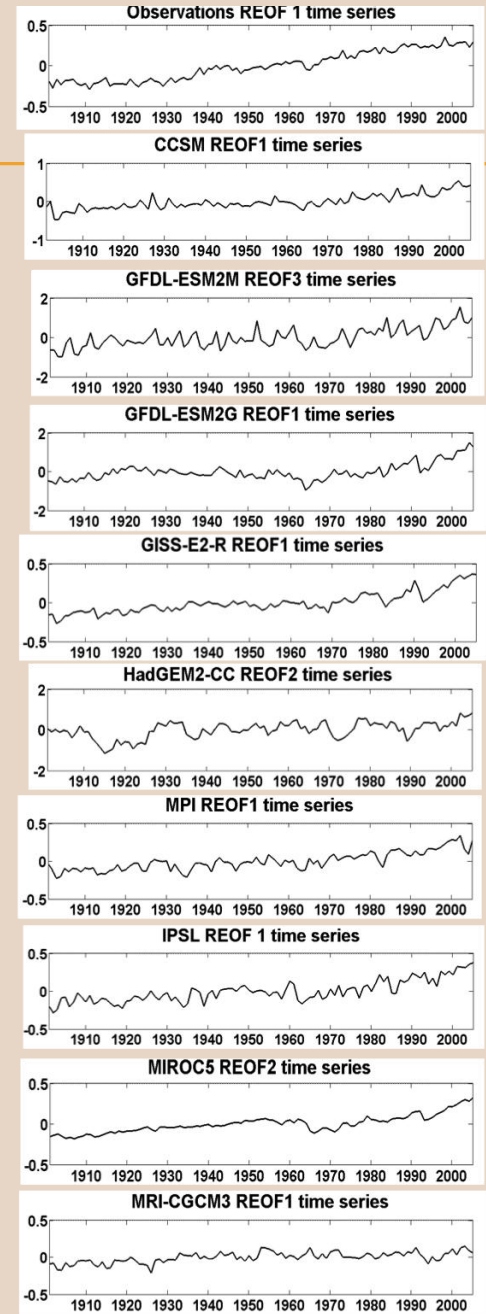 Observations REOF 1 time series
0.5
0
-0.5
1910 1920 1930 1940 1950 1960 1970 1980 1990 2000
CCSM REOF1 time series
1
0
-1
1910 1920 1930 1940 1950 1960 1970 1980 1990 2000
GFDL-ESM2M REOF3 time series
2
0
-2
1910 1920 1930 1940 1950 1960 1970 1980 1990 2000
GFDL-ESM2G REOF1 time series
2
0
-2
1910 1920 1930 1940 1950 1960 1970 1980 1990 2000
GISS-E2-R REOF1 time series
0.5
0
-0.5
1910 1920 1930 1940 1950 1960 1970 1980 1990 2000
HadGEM2-CC REOF2 time series
2
0
-2
1910 1920 1930 1940 1950 1960 1970 1980 1990 2000
MPI REOF1 time series
0.5
0
-0.5
1910 1920 1930 1940 1950 1960 1970 1980 1990 2000
IPSL REOF 1 time series
0.5
0
-0.5
1910 1920 1930 1940 1950 1960 1970 1980 1990 2000
MIROC5 REOF2 time series
0.5
0
-0.5
1910 1920 1930 1940 1950 1960 1970 1980 1990 2000
MRI-CGCM3 REOF1 time series
0.5
0
-0.5
1910 1920 1930 1940 1950 1960 1970 1980 1990 2000